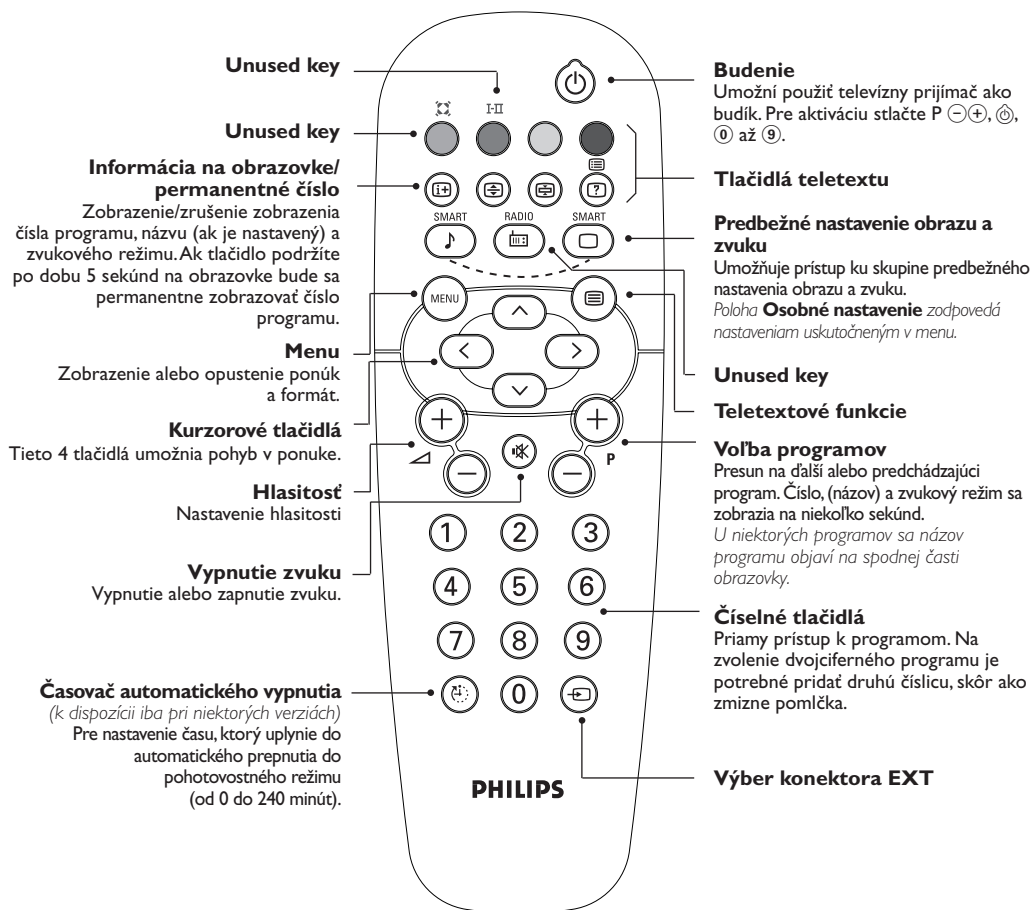 Unused key
Unused key
Informácia na obrazovke/
permanentné číslo
Zobrazenie/zrušenie zobrazenia
čísla programu, názvu (ak je nastavený) a
zvukového režimu. Ak tlačidlo podržíte
po dobu 5 sekúnd na obrazovke bude sa
permanentne zobrazovať číslo
programu.
Menu
Zobrazenie alebo opustenie ponúk
a formát.
Kurzorové tlačidlá
Tieto 4 tlačidlá umožnia pohyb v ponuke.
Hlasitosť
Nastavenie hlasitosti
Vypnutie zvuku
Vypnutie alebo zapnutie zvuku.
Časovač automatického vypnutia
(k dispozícii iba pri niektorých verziách)
Pre nastavenie času, ktorý uplynie do
automatického prepnutia do
pohotovostného režimu
(od 0 do 240 minút).
I-II
i+
?
SMART RADIO SMART
MENU
P
1 2 3
4 5 6
7 8 9
0
PHILIPS
Budenie
Umožní použiť televízny prijímač ako
budík. Pre aktiváciu stlačte P - +, ,
0 až 9.
Tlačidlá teletextu
Predbežné nastavenie obrazu a
zvuku
Umožňuje prístup ku skupine predbežného
nastavenia obrazu a zvuku.
Poloha Osobné nastavenie zodpovedá
nastaveniam uskutočneným v menu.
Unused key
Teletextové funkcie
Voľba programov
Presun na ďalší alebo predchádzajúci
program. Číslo, (názov) a zvukový režim sa
zobrazia na niekoľko sekúnd.
U niektorých programov sa názov
programu objaví na spodnej časti
obrazovky.
Číselné tlačidlá
Priamy prístup k programom. Na
zvolenie dvojciferného programu je
potrebné pridať druhú číslicu, skôr ako
zmizne pomlčka.
Výber konektora EXT